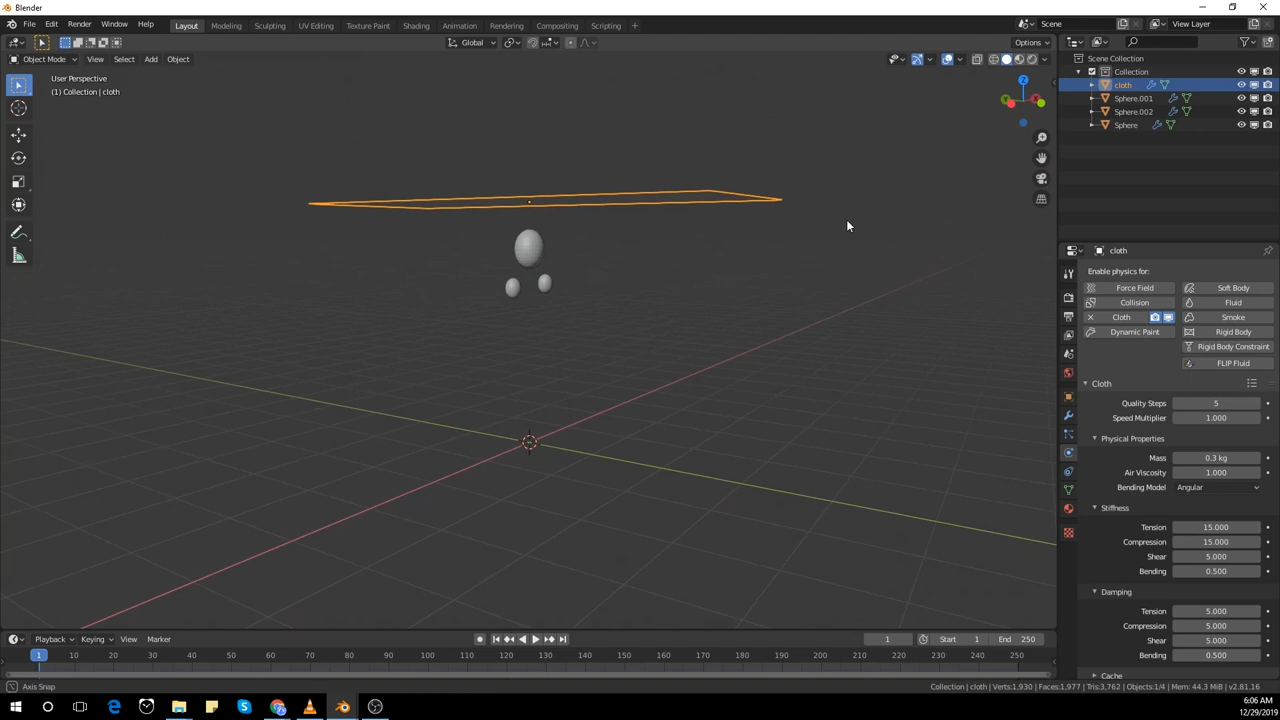 Blender
File Edit Render Window Help
Layout Modeling Sculpting UV Editing Texture Paint Shading Animation Rendering Compositing Scripting +
Scene
View Layer
Global
Options
Object Mode View Select Add Object
User Perspective
(1) Collection | cloth
Z
Scene Collection
Collection
cloth
Sphere.001
Sphere.002
Sphere
cloth
Enable physics for:
Force Field Soft Body
Collision Fluid
Cloth Smoke
Dynamic Paint Rigid Body
Rigid Body Constraint
FLIP Fluid
Cloth
Quality Steps 5
Speed Multiplier 1.000
Physical Properties
Mass 0.3 kg
Air Viscosity 1.000
Bending Model Angular
Stiffness
Tension 15.000
Compression 15.000
Shear 5.000
Bending 0.500
Damping
Tension 5.000
Compression 5.000
Shear 5.000
Bending 0.500
Cache
Playback Keying View Marker
1 Start 1 End 250
1 10 20 30 40 50 60 70 80 90 100 110 120 130 140 150 160 170 180 190 200 210 220 230 240 250
Axis Snap
Collection | cloth | Verts:1,930 | Faces:1,977 | Tris:3,762 | Objects:1/4 | Mem: 44.3 MiB | v2.81.16
6:06 AM
12/29/2019